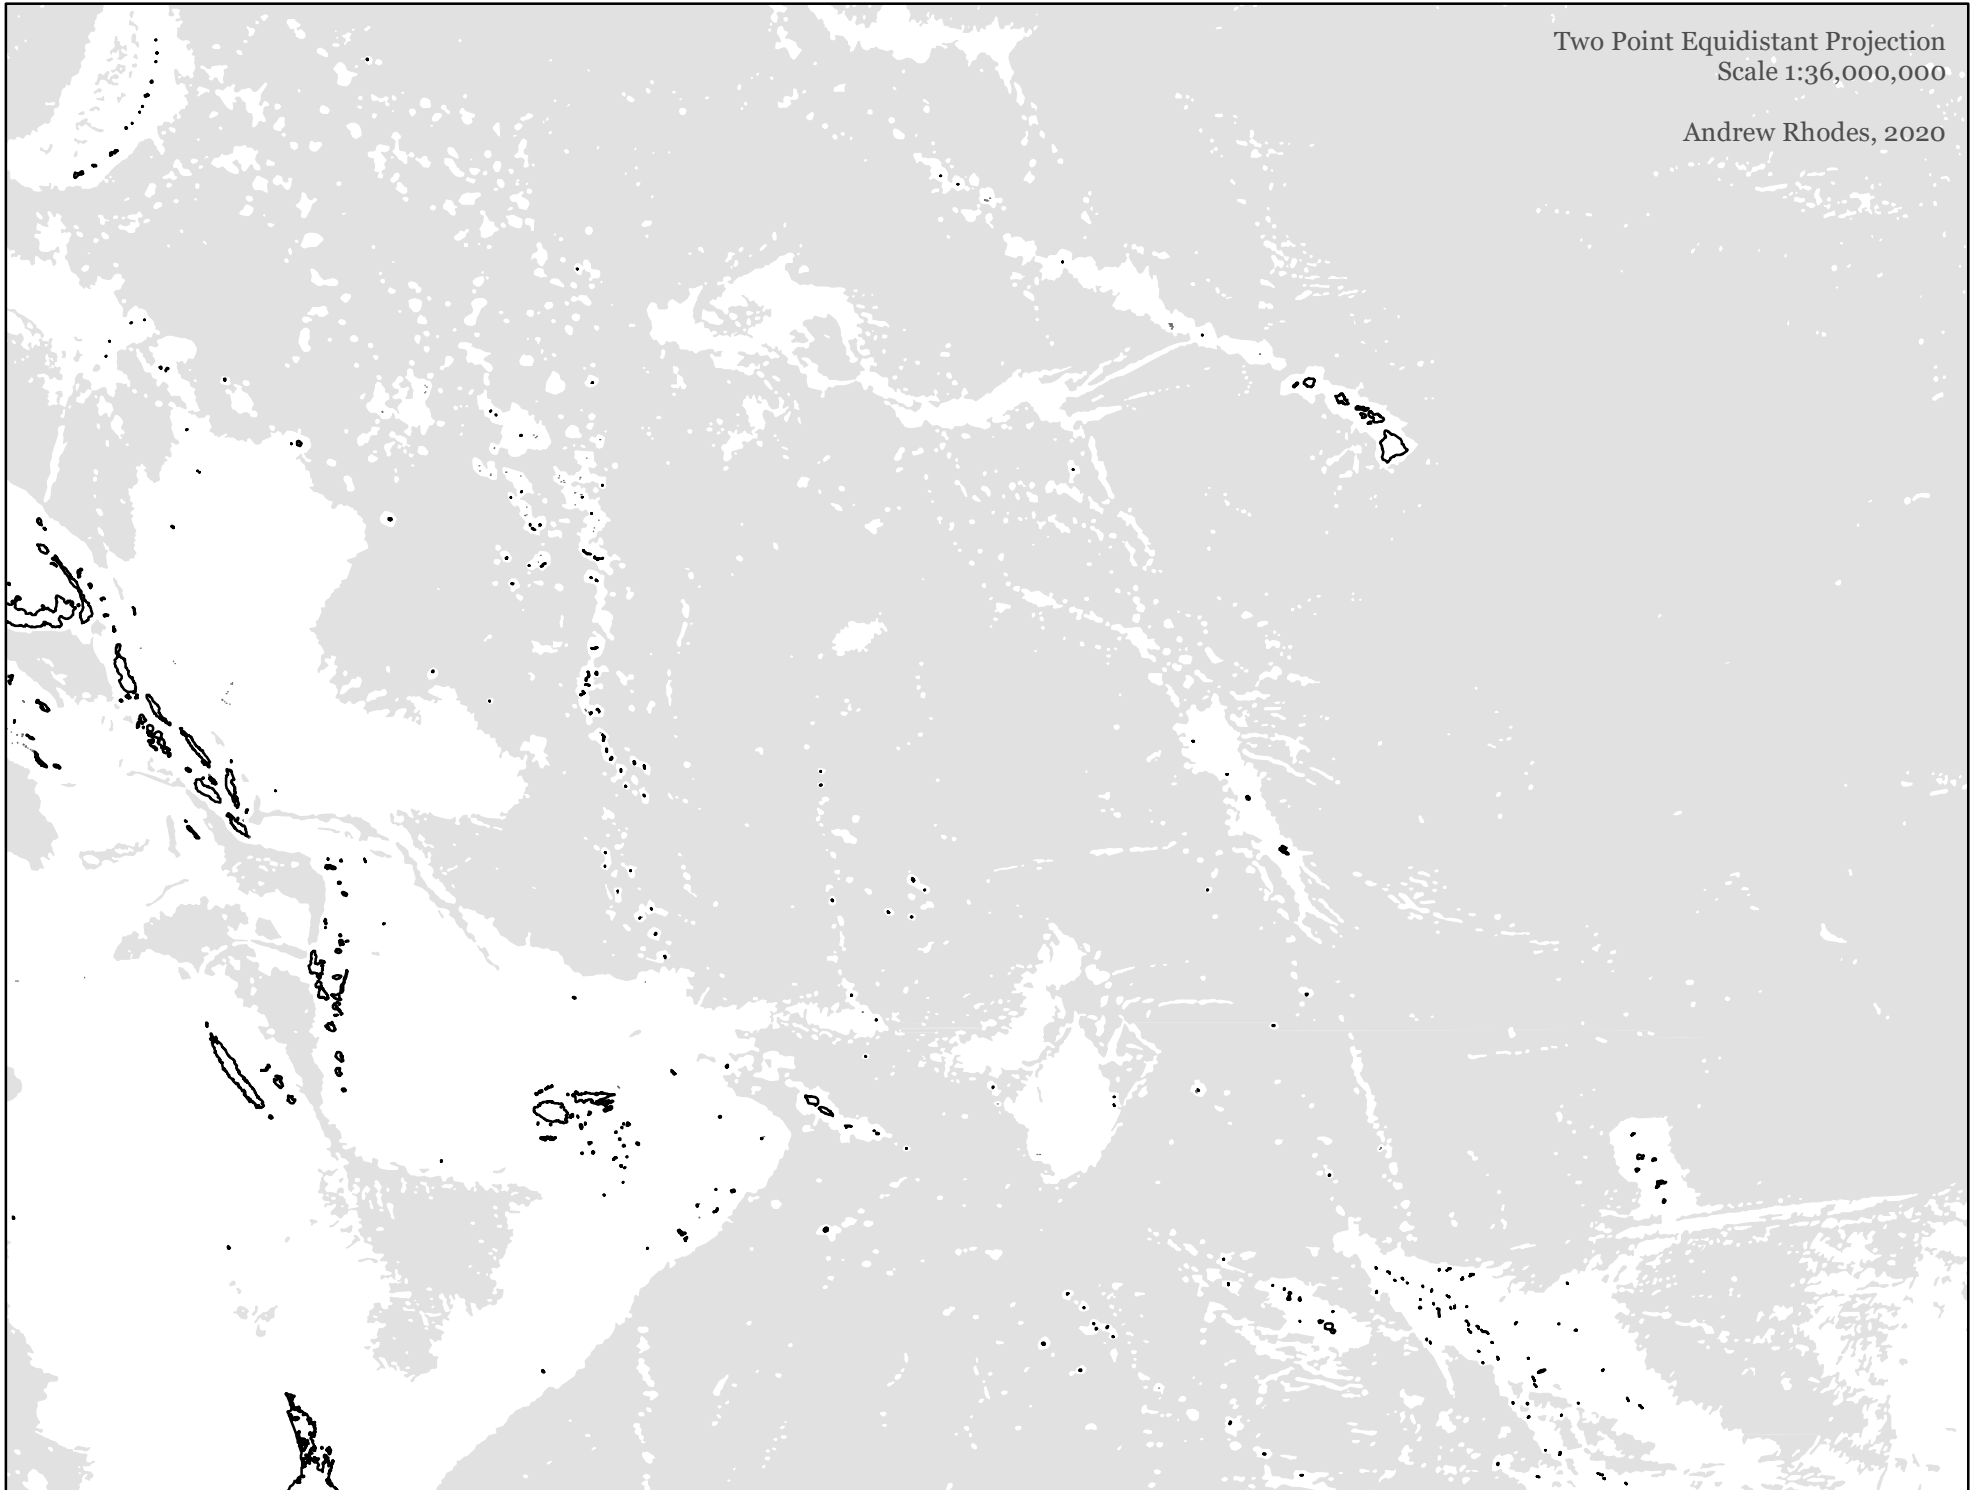 Two Point Equidistant Projection
Scale 1:36,000,000
Andrew Rhodes, 2020